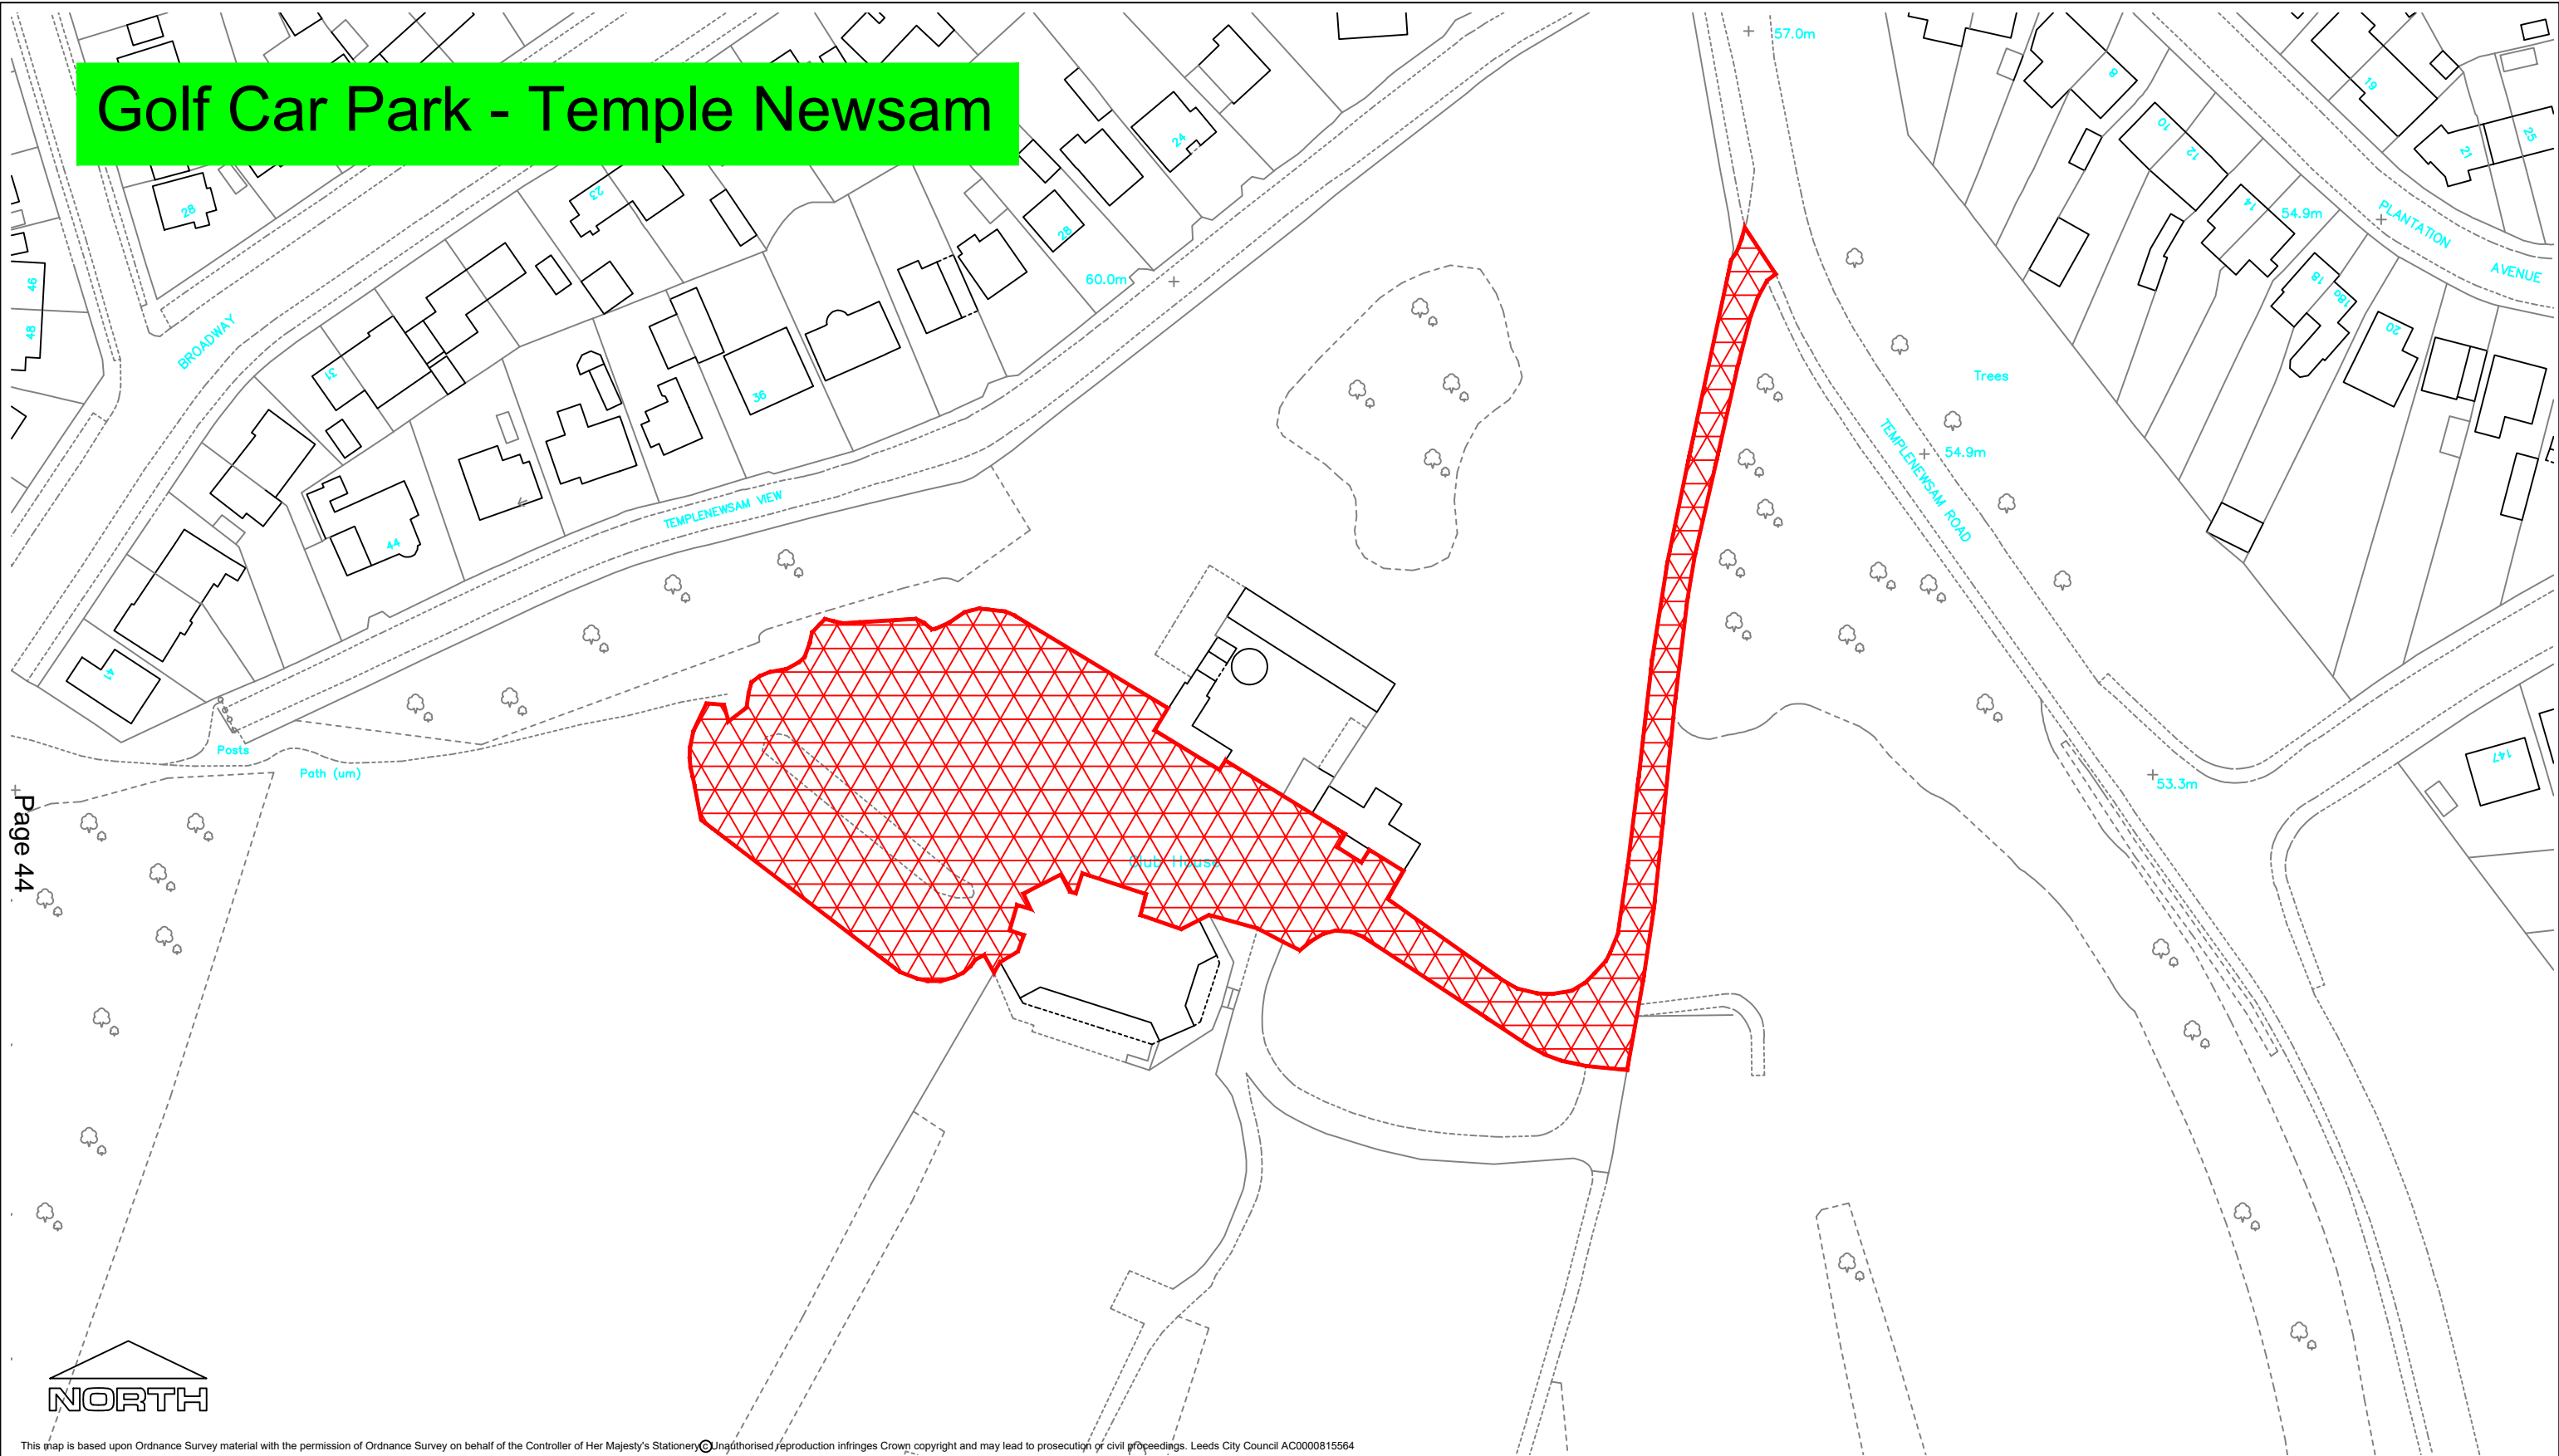 Golf Car Park - Temple Newsam
57.0m
8
19
10
12
21
25
24
23
28
28
14
54.9m
PLANTATION
AVENUE
46
48
BROADWAY
60.0m
18
18a
20
31
36
Trees
TEMPLENEWSAM ROAD
54.9m
TEMPLENEWSAM VIEW
44
41
Posts
Path (um)
147
53.3m
Page 44
Club House
NORTH
This map is based upon Ordnance Survey material with the permission of Ordnance Survey on behalf of the Controller of Her Majesty's Stationery © Unauthorised reproduction infringes Crown copyright and may lead to prosecution or civil proceedings. Leeds City Council AC0000815564